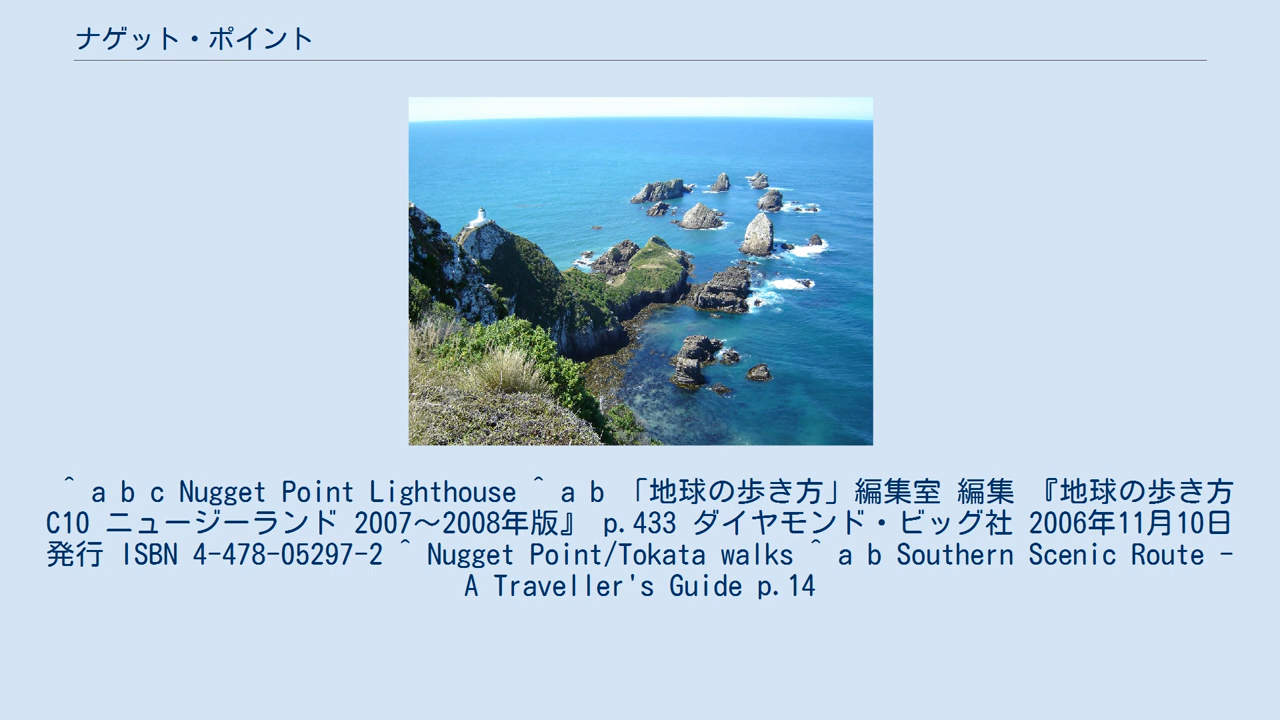 ナゲット・ポイント
^ a b c Nugget Point Lighthouse ^ a b 「地球の歩き方」編集室 編集 『地球の歩き方
C10 ニュージーランド 2007〜2008年版』 p.433 ダイヤモンド・ビッグ社 2006年11月10日
発行 ISBN 4-478-05297-2 ^ Nugget Point/Tokata walks ^ a b Southern Scenic Route -
A Traveller's Guide p.14